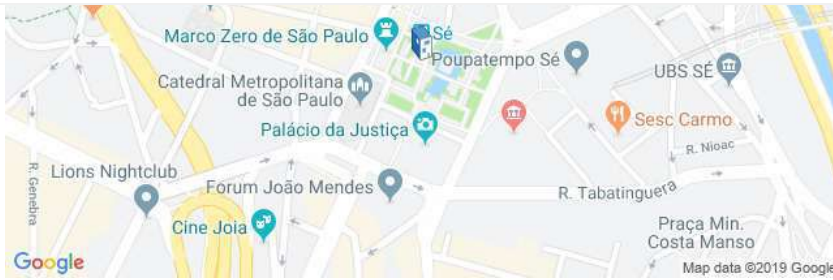 Marco Zero de São Paulo
Sé
Poupatempo Sé
UBS SÉ
Catedral Metropolitana
de São Paulo
Palácio da Justiça
Sesc Carmo
R. Nioac
R. Genebra
Lions Nightclub
Forum João Mendes
R. Tabatinguera
Cine Joia
Praça Min.
Costa Manso
Google
Map data ©2019 Google